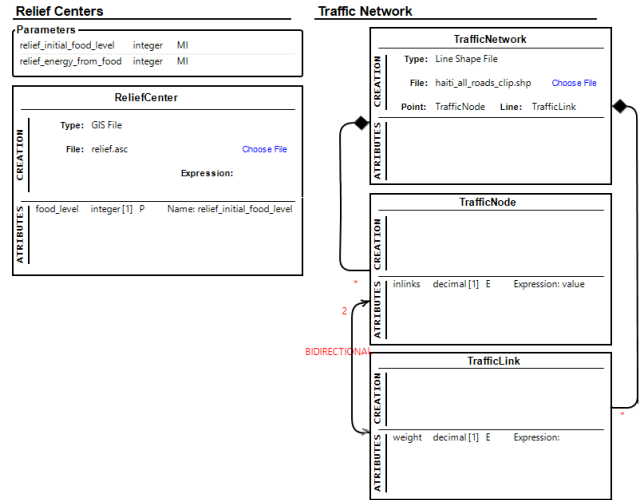 Relief Centers
Parameters
relief_initial_food_level integer MI
relief_energy_from_food integer MI
ReliefCenter
CREATION
Type: GIS File
File: relief.asc Choose File
Expression:
ATRIBUTES
food_level integer[1] P Name: relief_initial_food_level
Traffic Network
TrafficNetwork
CREATION
Type: Line Shape File
File: haiti_all_roads_clip.shp Choose File
Point: TrafficNode Line: TrafficLink
ATRIBUTES
TrafficNode
CREATION
*
ATRIBUTES
inlinks decimal[1] E Expression: value
2
BIDIRECTIONAL
TrafficLink
CREATION
*
ATRIBUTES
weight decimal[1] E Expression: